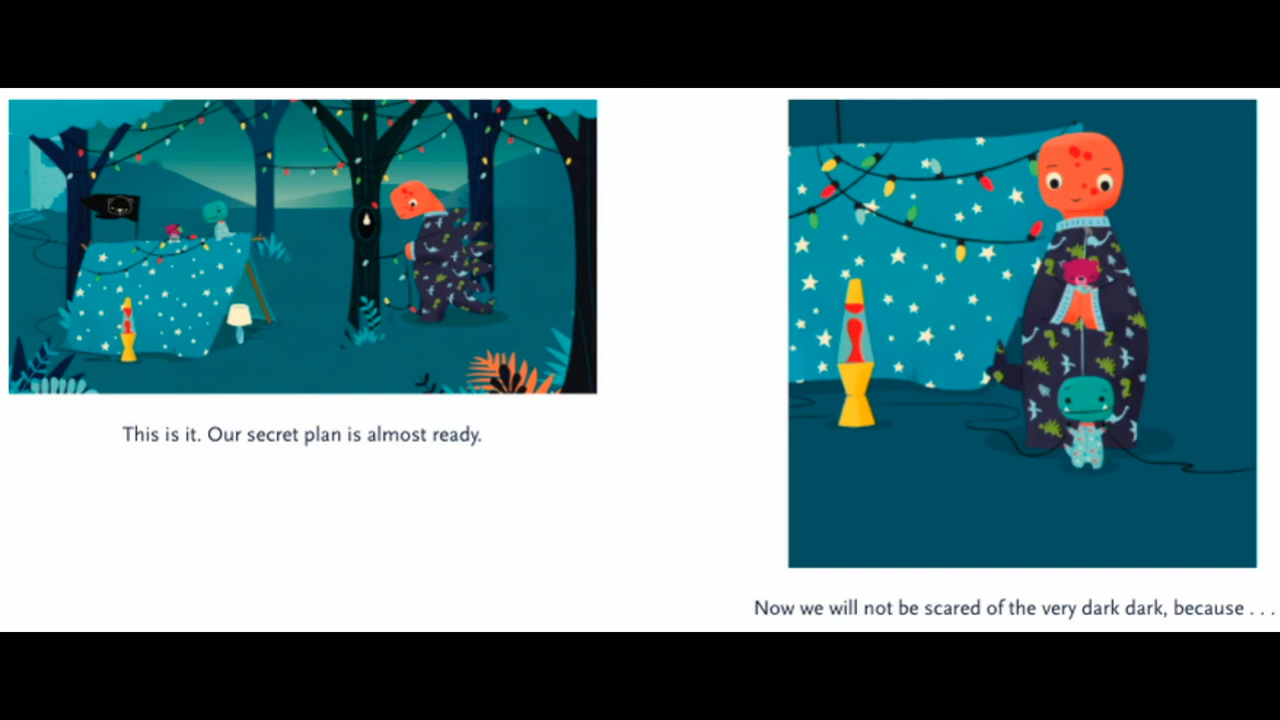 This is it. Our secret plan is almost ready.
Now we will not be scared of the very dark dark, because . . .